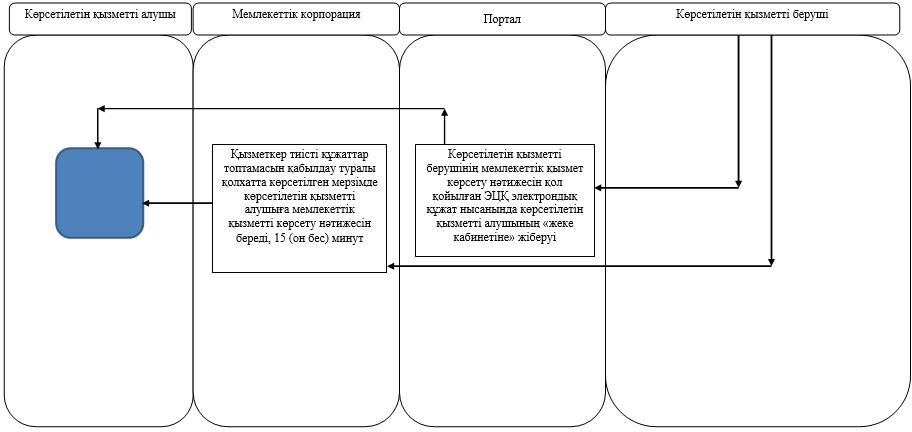 Көрсетілетін қызметті алушы
Мемлекеттік корпорация
Портал
Көрсетілетін қызметті беруші
Қызметкер тиісті құжаттар
топтамасын қабылдау туралы
қолхатта көрсетілген мерзімде
көрсетілетін қызметті
алушыға мемлекеттік
қызметті көрсету нәтижесін
береді, 15 (он бес) минут
Көрсетілетін қызметті
берушінің мемлекеттік қызмет
көрсету нәтижесін қол
қойылған ЭЦҚ электрондық
құжат нысанында көрсетілетін
қызметті алушының «жеке
кабинетіне» жіберуі